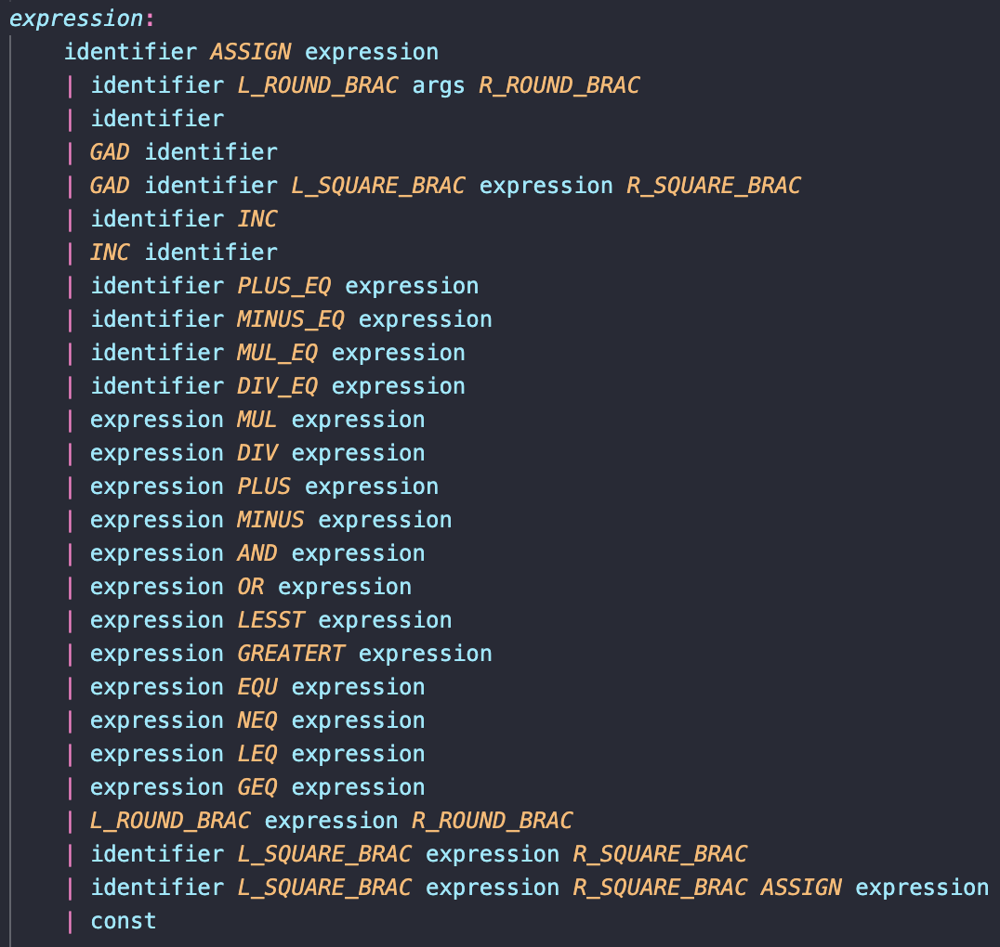 expression:
identifier ASSIGN expression
| identifier L_ROUND_BRAC args R_ROUND_BRAC
| identifier
| GAD identifier
| GAD identifier L_SQUARE_BRAC expression R_SQUARE_BRAC
| identifier INC
| INC identifier
| identifier PLUS_EQ expression
| identifier MINUS_EQ expression
| identifier MUL_EQ expression
| identifier DIV_EQ expression
| expression MUL expression
| expression DIV expression
| expression PLUS expression
| expression MINUS expression
| expression AND expression
| expression OR expression
| expression LESST expression
| expression GREATERT expression
| expression EQU expression
| expression NEQ expression
| expression LEQ expression
| expression GEQ expression
| L_ROUND_BRAC expression R_ROUND_BRAC
| identifier L_SQUARE_BRAC expression R_SQUARE_BRAC
| identifier L_SQUARE_BRAC expression R_SQUARE_BRAC ASSIGN expression
| const